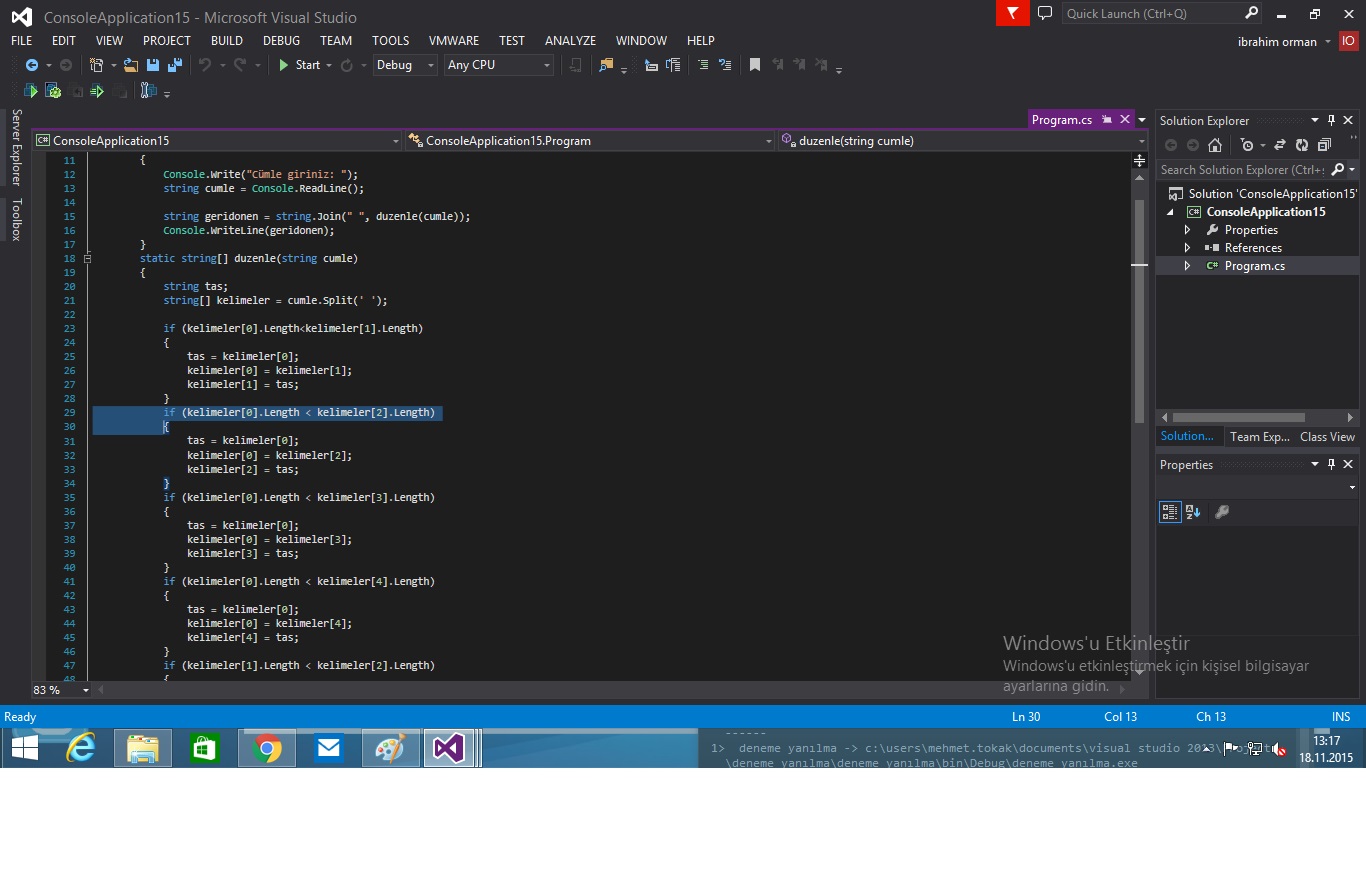 ConsoleApplication15 - Microsoft Visual Studio
Quick Launch (Ctrl+Q)
FILE EDIT VIEW PROJECT BUILD DEBUG TEAM TOOLS VMWARE TEST ANALYZE WINDOW HELP
ibrahim orman IO
Start Debug Any CPU
Server Explorer
Toolbox
Program.cs
C# ConsoleApplication15 ConsoleApplication15.Program duzenle(string cumle)
11 {
12 Console.Write("Cümle giriniz: ");
13 string cumle = Console.ReadLine();
14
15 string geridonen = string.Join(" ", duzenle(cumle));
16 Console.WriteLine(geridonen);
17 }
18 static string[] duzenle(string cumle)
19 {
20 string tas;
21 string[] kelimeler = cumle.Split(' ');
22
23 if (kelimeler[0].Length<kelimeler[1].Length)
24 {
25 tas = kelimeler[0];
26 kelimeler[0] = kelimeler[1];
27 kelimeler[1] = tas;
28 }
29 if (kelimeler[0].Length < kelimeler[2].Length)
30 {
31 tas = kelimeler[0];
32 kelimeler[0] = kelimeler[2];
33 kelimeler[2] = tas;
34 }
35 if (kelimeler[0].Length < kelimeler[3].Length)
36 {
37 tas = kelimeler[0];
38 kelimeler[0] = kelimeler[3];
39 kelimeler[3] = tas;
40 }
41 if (kelimeler[0].Length < kelimeler[4].Length)
42 {
43 tas = kelimeler[0];
44 kelimeler[0] = kelimeler[4];
45 kelimeler[4] = tas;
46 }
47 if (kelimeler[1].Length < kelimeler[2].Length)
48 {
83 %
Solution Explorer
Search Solution Explorer (Ctrl+;
Solution 'ConsoleApplication15'
C# ConsoleApplication15
Properties
References
C# Program.cs
Solution... Team Exp... Class View
Properties
Windows'u Etkinleştir
Windows'u etkinleştirmek için kişisel bilgisayar
ayarlarına gidin.
Ready Ln 30 Col 13 Ch 13 INS
1> deneme yanılma -> c:\users\mehmet.tokak\documents\visual studio 2013\
\deneme yanılma\deneme yanılma\bin\Debug\deneme yanılma.exe
13:17
18.11.2015